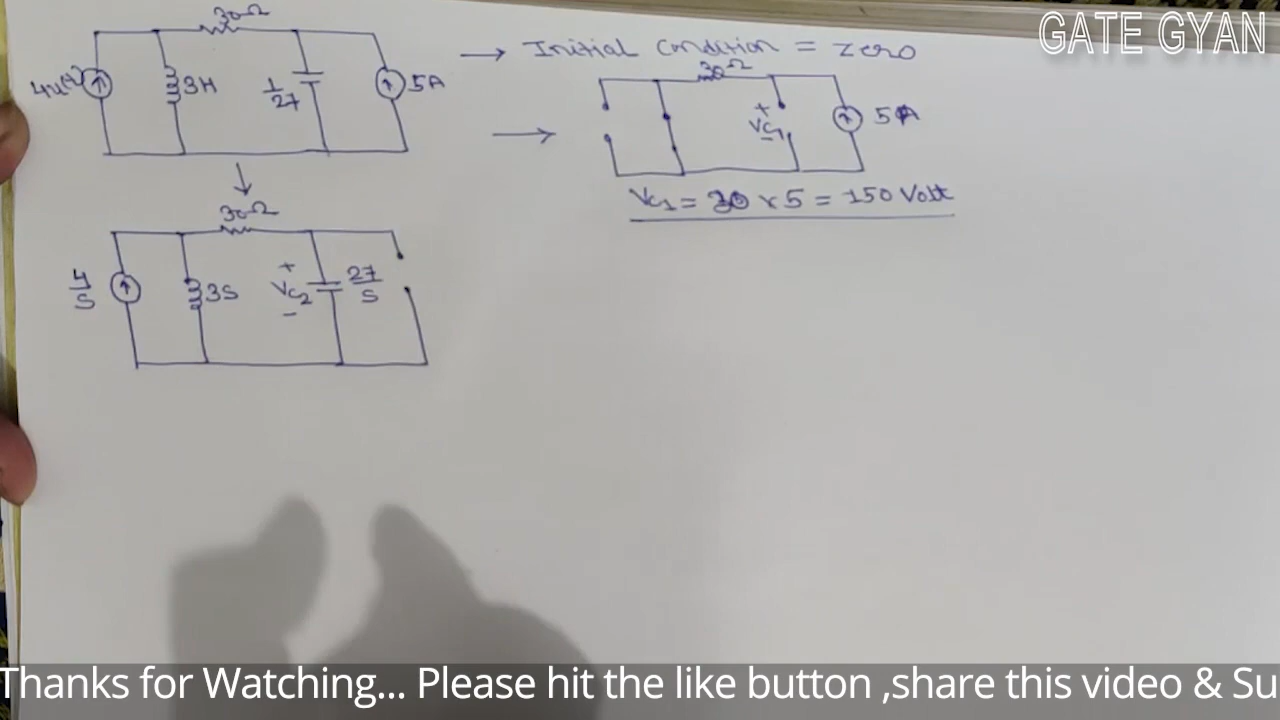 GATE GYAN
30Ω
4u(t)
3H
1/27
5A
→ Initial condition = Zero
30Ω
+
Vc₁
-
5A
Vc₁ = 30 x 5 = 150 Volt
30Ω
4/S
3S
+
Vc₂
-
27/S
Thanks for Watching... Please hit the like button ,share this video & Su